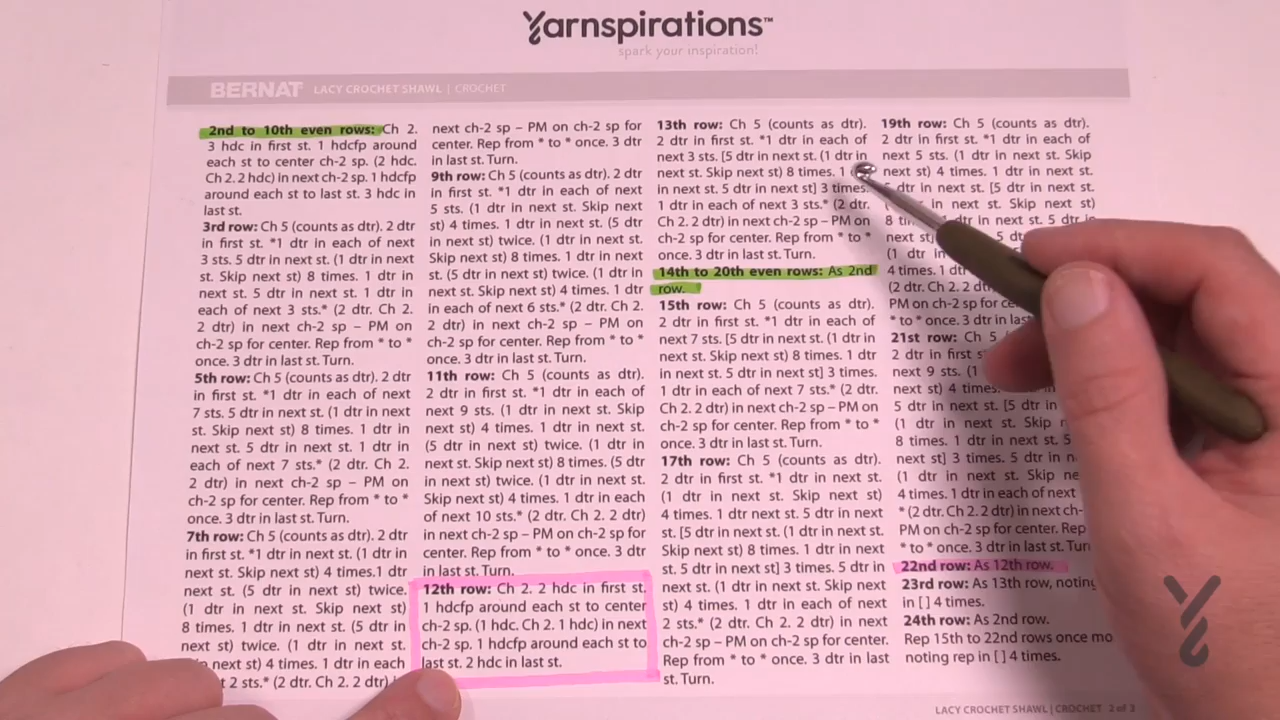 Yarnspirations™
spark your inspiration!
BERNAT LACY CROCHET SHAWL | CROCHET
2nd to 10th even rows: Ch 2.
3 hdc in first st. 1 hdcfp around
each st to center ch-2 sp. (2 hdc.
Ch 2. 2 hdc) in next ch-2 sp. 1 hdcfp
around each st to last st. 3 hdc in
last st.
3rd row: Ch 5 (counts as dtr). 2 dtr
in first st. *1 dtr in each of next
3 sts. 5 dtr in next st. (1 dtr in next
st. Skip next st) 8 times. 1 dtr in
next st. 5 dtr in next st. 1 dtr in
each of next 3 sts.* (2 dtr. Ch 2.
2 dtr) in next ch-2 sp – PM on
ch-2 sp for center. Rep from * to *
once. 3 dtr in last st. Turn.
5th row: Ch 5 (counts as dtr). 2 dtr
in first st. *1 dtr in each of next
7 sts. 5 dtr in next st. (1 dtr in next
st. Skip next st) 8 times. 1 dtr in
next st. 5 dtr in next st. 1 dtr in
each of next 7 sts.* (2 dtr. Ch 2.
2 dtr) in next ch-2 sp – PM on
ch-2 sp for center. Rep from * to *
once. 3 dtr in last st. Turn.
7th row: Ch 5 (counts as dtr). 2 dtr
in first st. *1 dtr in next st. (1 dtr in
next st. Skip next st) 4 times.1 dtr
in next st. (5 dtr in next st) twice.
(1 dtr in next st. Skip next st)
8 times. 1 dtr in next st. (5 dtr in
next st) twice. (1 dtr in next st.
next st) 4 times. 1 dtr in each
2 sts.* (2 dtr. Ch 2. 2 dtr)
next ch-2 sp – PM on ch-2 sp for
center. Rep from * to * once. 3 dtr
in last st. Turn.
9th row: Ch 5 (counts as dtr). 2 dtr
in first st. *1 dtr in each of next
5 sts. (1 dtr in next st. Skip next
st) 4 times. 1 dtr in next st. (5 dtr
in next st) twice. (1 dtr in next st.
Skip next st) 8 times. 1 dtr in next
st. (5 dtr in next st) twice. (1 dtr in
next st. Skip next st) 4 times. 1 dtr
in each of next 6 sts.* (2 dtr. Ch 2.
2 dtr) in next ch-2 sp – PM on
ch-2 sp for center. Rep from * to *
once. 3 dtr in last st. Turn.
11th row: Ch 5 (counts as dtr).
2 dtr in first st. *1 dtr in each of
next 9 sts. (1 dtr in next st. Skip
next st) 4 times. 1 dtr in next st.
(5 dtr in next st) twice. (1 dtr in
next st. Skip next st) 8 times. (5 dtr
in next st) twice. (1 dtr in next st.
Skip next st) 4 times. 1 dtr in each
of next 10 sts.* (2 dtr. Ch 2. 2 dtr)
in next ch-2 sp – PM on ch-2 sp for
center. Rep from * to * once. 3 dtr
in last st. Turn.
12th row: Ch 2. 2 hdc in first st.
1 hdcfp around each st to center
ch-2 sp. (1 hdc. Ch 2. 1 hdc) in next
ch-2 sp. 1 hdcfp around each st to
last st. 2 hdc in last st.
13th row: Ch 5 (counts as dtr).
2 dtr in first st. *1 dtr in each of
next 3 sts. [5 dtr in next st. (1 dtr in
next st. Skip next st) 8 times. 1
in next st. 5 dtr in next st] 3 times.
1 dtr in each of next 3 sts.* (2 dtr.
Ch 2. 2 dtr) in next ch-2 sp – PM on
ch-2 sp for center. Rep from * to *
once. 3 dtr in last st. Turn.
14th to 20th even rows: As 2nd
row.
15th row: Ch 5 (counts as dtr).
2 dtr in first st. *1 dtr in each of
next 7 sts. [5 dtr in next st. (1 dtr
in next st. Skip next st) 8 times. 1 dtr
in next st. 5 dtr in next st] 3 times.
1 dtr in each of next 7 sts.* (2 dtr.
Ch 2. 2 dtr) in next ch-2 sp – PM on
ch-2 sp for center. Rep from * to *
once. 3 dtr in last st. Turn.
17th row: Ch 5 (counts as dtr).
2 dtr in first st. *1 dtr in next st.
(1 dtr in next st. Skip next st)
4 times. 1 dtr in next st. 5 dtr in next
st. [5 dtr in next st. (1 dtr in next
st. Skip next st) 8 times. 1 dtr in next
st. 5 dtr in next st] 3 times. 5 dtr in
next st. (1 dtr in next st. Skip next
st) 4 times. 1 dtr in each of next
2 sts.* (2 dtr. Ch 2. 2 dtr) in next
ch-2 sp – PM on ch-2 sp for center.
Rep from * to * once. 3 dtr in last
st. Turn.
19th row: Ch 5 (counts as dtr).
2 dtr in first st. *1 dtr in each of
next 5 sts. (1 dtr in next st. Skip
next st) 4 times. 1 dtr in next st.
dtr in next st. [5 dtr in next st.
in next st. Skip next st)
8 1 dtr in next st. 5 dtr in
next st]
(1 dtr in
4 times. 1 dtr
(2 dtr. Ch 2. 2
PM on ch-2 sp for
* to * once. 3 dtr in last
21st row: Ch 5
2 dtr in first st
next 9 sts. (1
next st) 4 times.
5 dtr in next st.
(1 dtr in next st.
8 times. 1 dtr in next
next st] 3 times. 5 dtr in
(1 dtr in next st. Skip next
4 times. 1 dtr in each of next
sts.* (2 dtr. Ch 2. 2 dtr) in next ch-
PM on ch-2 sp for center. Rep
* to * once. 3 dtr in last st. Turn
22nd row: As 12th row.
23rd row: As 13th row, noting
in [ ] 4 times.
24th row: As 2nd row.
Rep 15th to 22nd rows once mo
noting rep in [ ] 4 times.
LACY CROCHET SHAWL | CROCHET 2 of 3